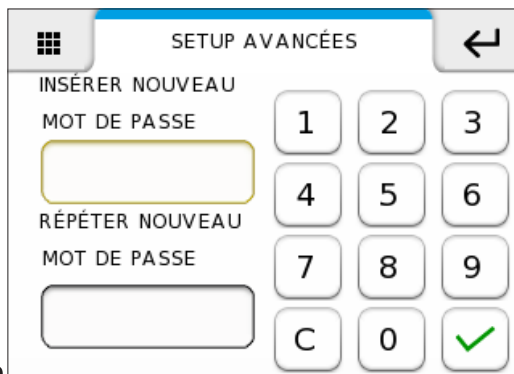 SETUP AVANCÉES
INSÉRER NOUVEAU
MOT DE PASSE
1 2 3
4 5 6
RÉPÉTER NOUVEAU
MOT DE PASSE
7 8 9
C 0